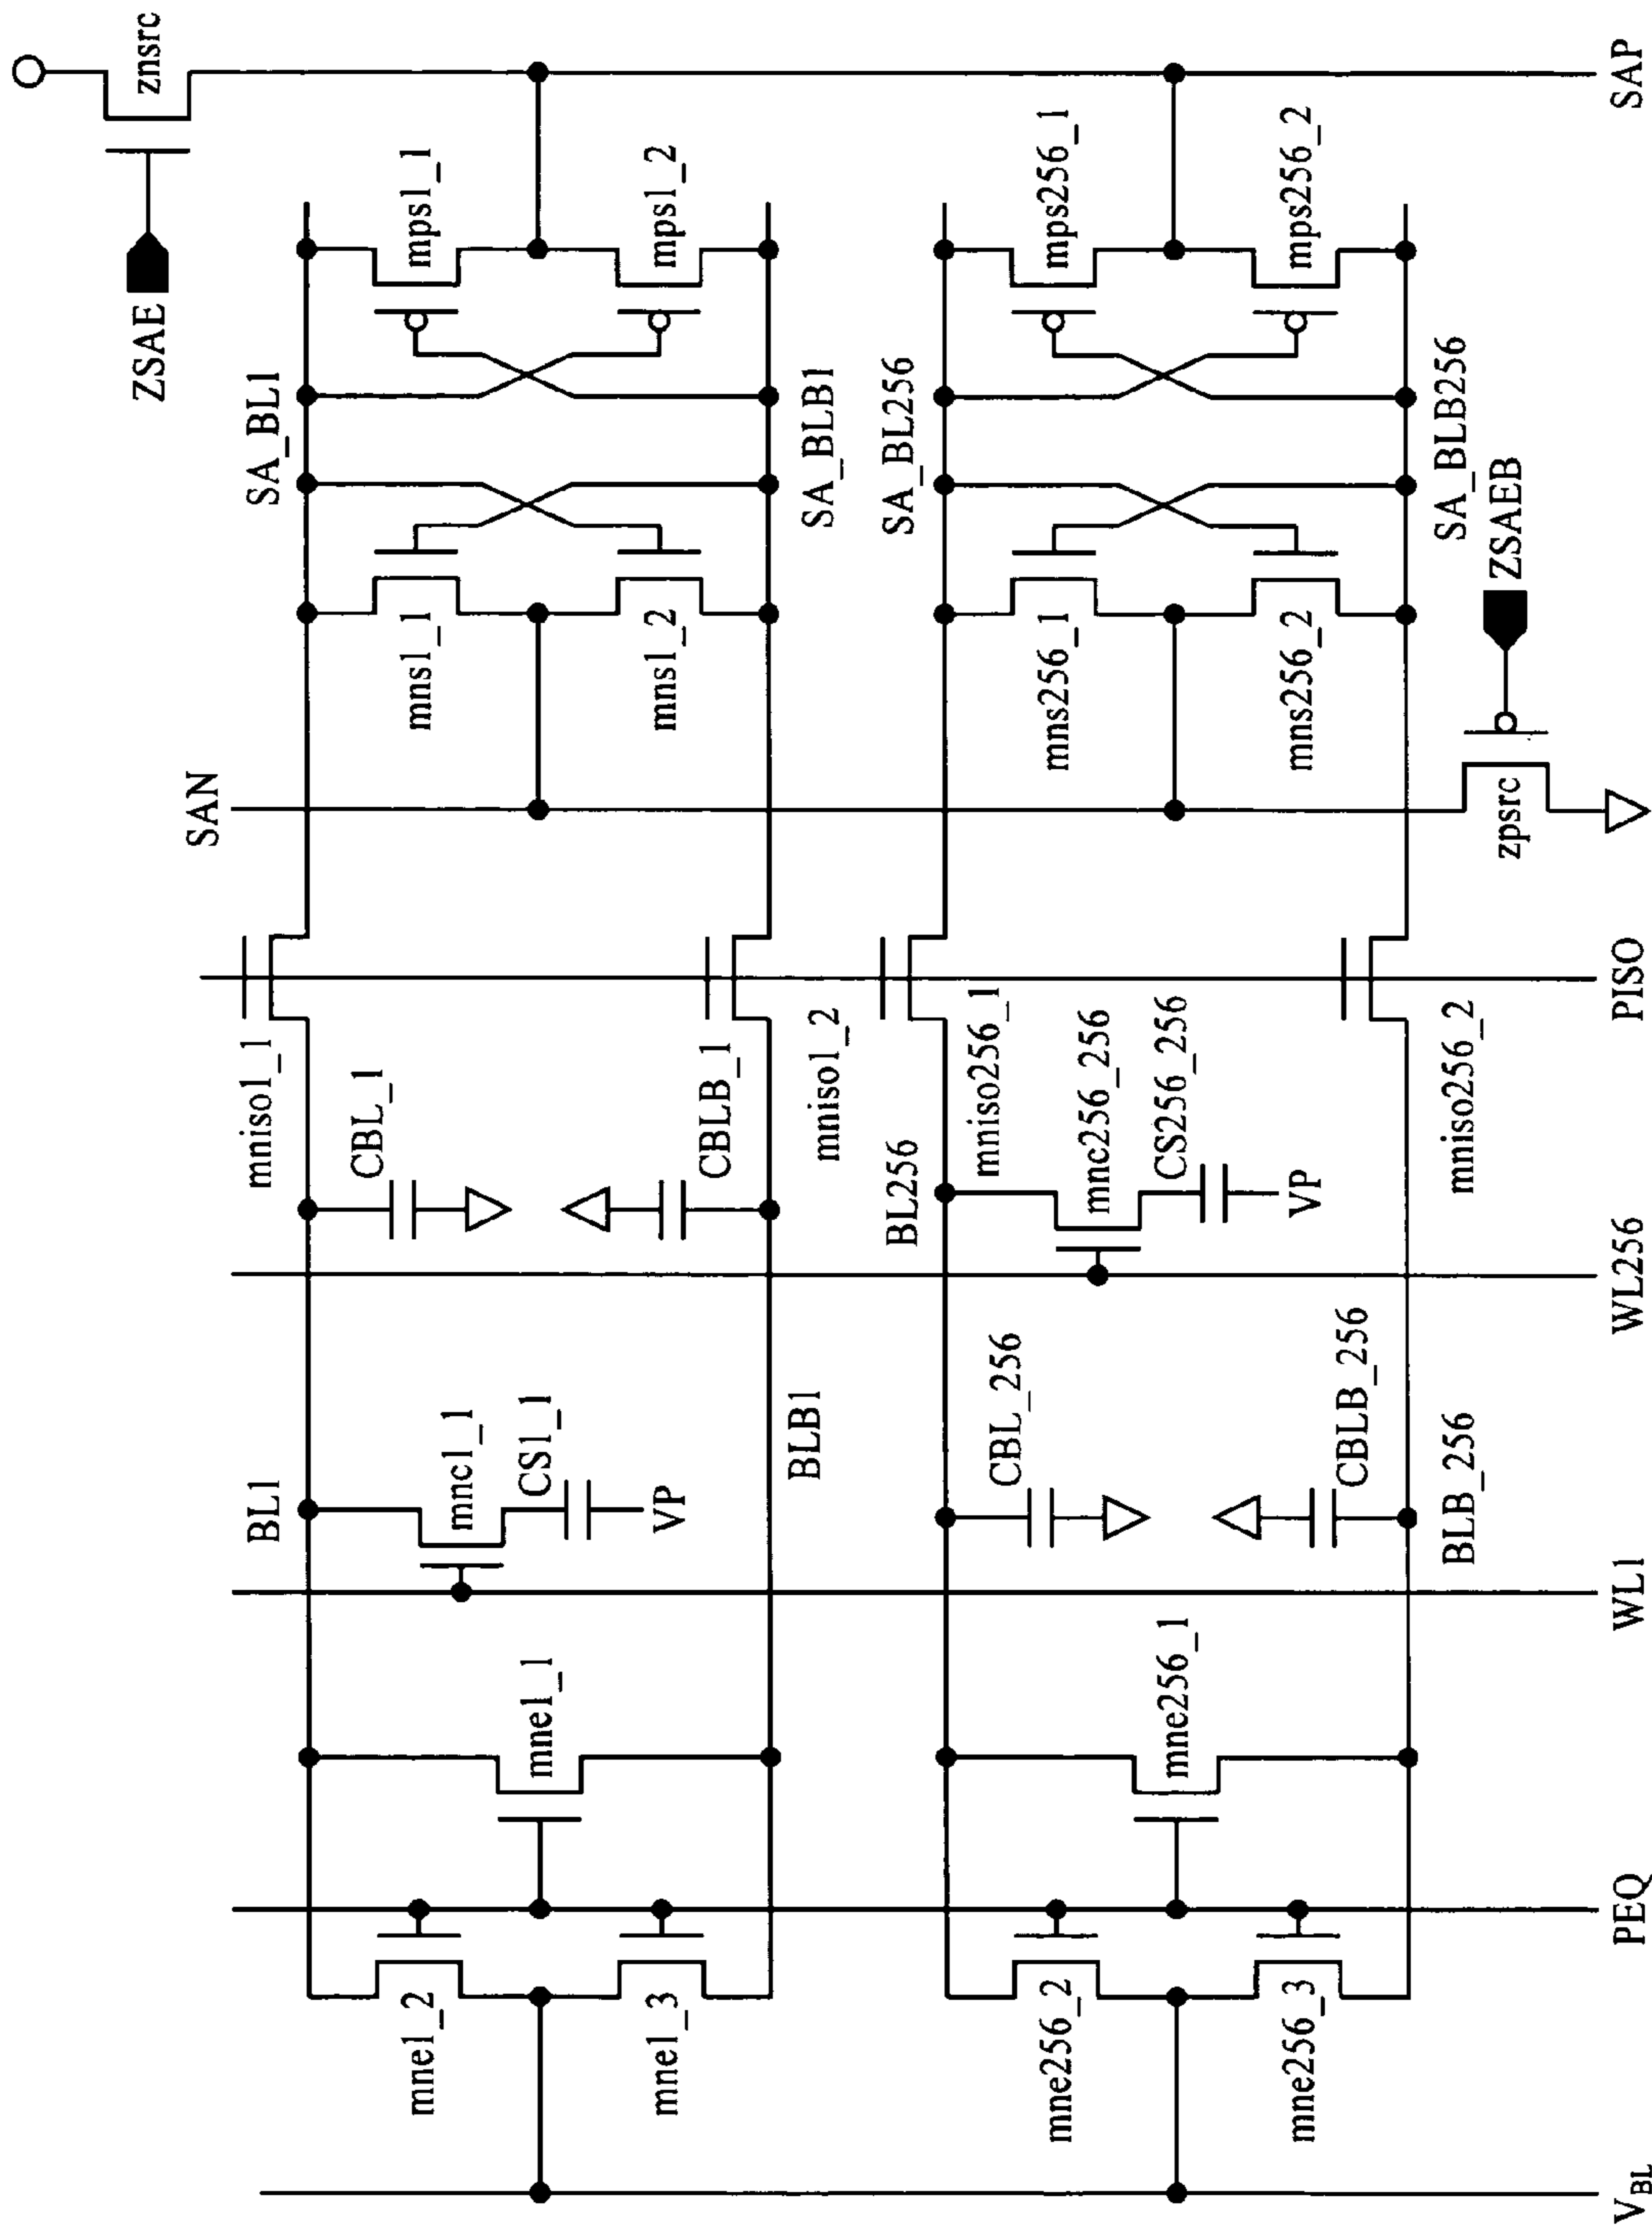 znsrc
ZSAE
SAP
SA_BL1
mps1_1
mps1_2
SA_BLB1
mns1_1
mns1_2
SA_BL256
mps256_1
mps256_2
SA_BLB256
mns256_1
mns256_2
ZSAEB
zpsrc
SAN
PISO
mniso1_1
mniso1_2
mniso256_1
mniso256_2
CBL_1
CBLB_1
BL256
mnc256_256
CS256_256
VP
WL256
BL1
mnc1_1
CS1_1
VP
BLB1
CBL_256
CBLB_256
BLB_256
WL1
mne1_1
mne256_1
PEQ
mne1_2
mne1_3
mne256_2
mne256_3
VBL